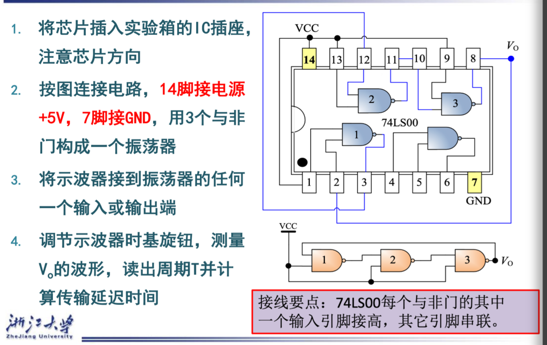 1. 将芯片插入实验箱的IC插座，
注意芯片方向
2. 按图连接电路，14脚接电源
+5V，7脚接GND，用3个与非
门构成一个振荡器
3. 将示波器接到振荡器的任何
一个输入或输出端
4. 调节示波器时基旋钮，测量
Vo的波形，读出周期T并计
算传输延迟时间
VCC
VO
14 13 12 11 10 9 8
2 3
74LS00
1
1 2 3 4 5 6 7
GND
VCC
1 2 3 VO
接线要点：74LS00每个与非门的其中
一个输入引脚接高，其它引脚串联。
浙江大学
ZheJiang University